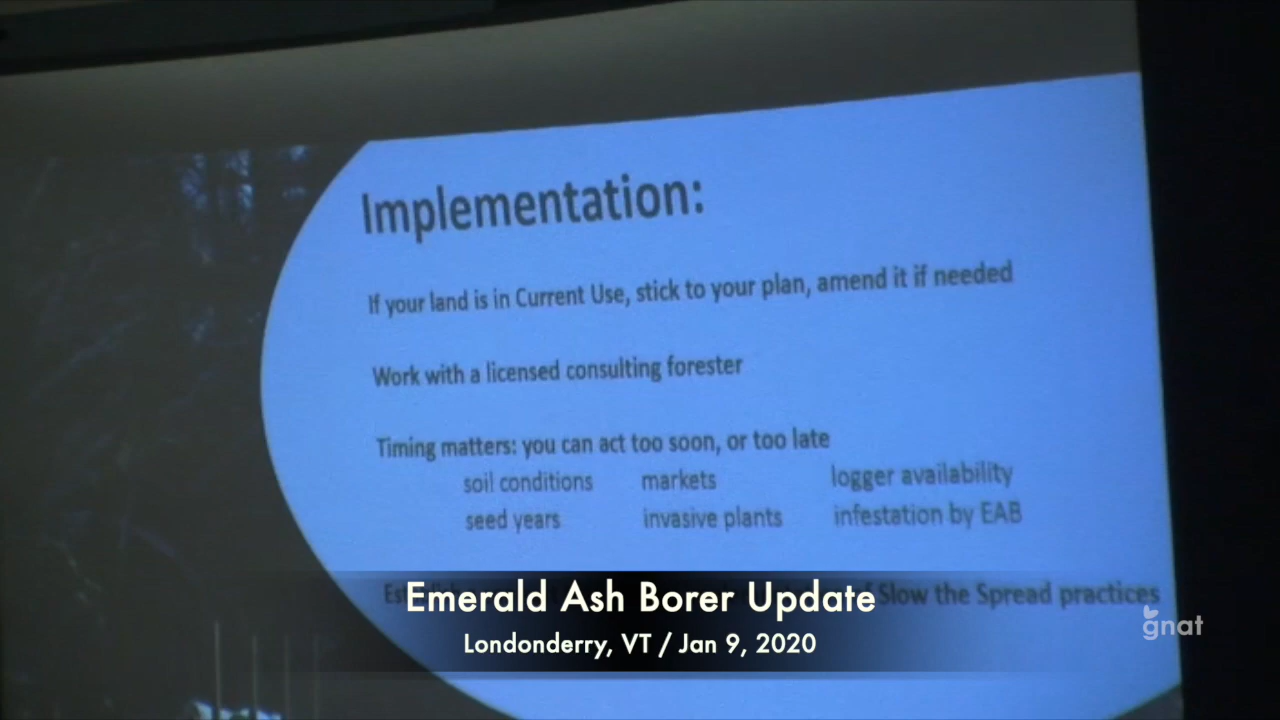 Implementation:
If your land is in Current Use, stick to your plan, amend it if needed
Work with a licensed consulting forester
Timing matters: you can act too soon, or too late
soil conditions markets logger availability
seed years invasive plants infestation by EAB
Slow the Spread practices
Emerald Ash Borer Update
Londonderry, VT / Jan 9, 2020
gnat